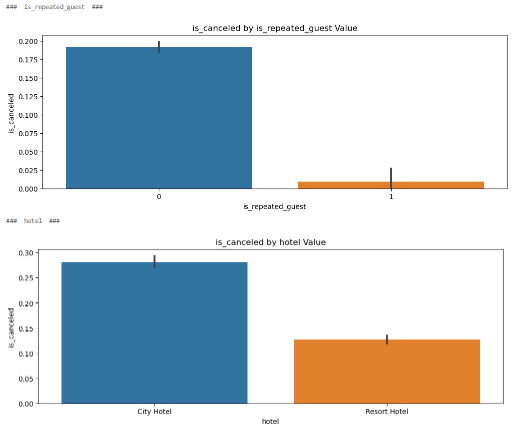 ### is_repeated_guest ###
is_canceled by is_repeated_guest Value
0.200
0.175
0.150
0.125
0.100
0.075
0.050
0.025
0.000
is_canceled
0 1
is_repeated_guest
### hotel ###
is_canceled by hotel Value
0.30
0.25
0.20
0.15
0.10
0.05
0.00
is_canceled
City Hotel Resort Hotel
hotel